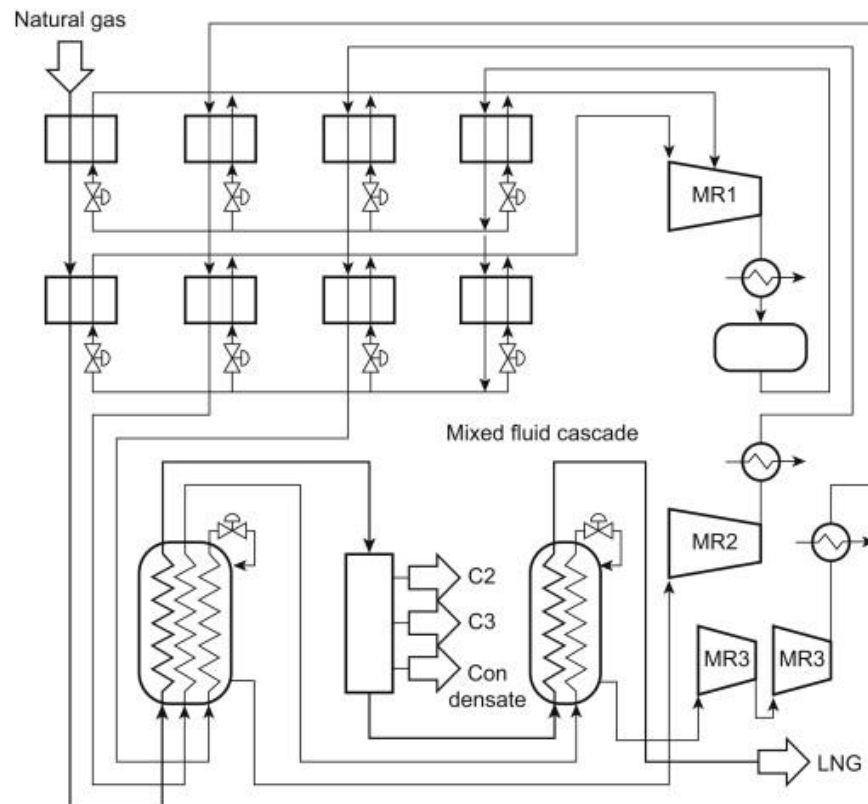 Natural gas
MR1
Mixed fluid cascade
MR2
C2
C3
MR3
MR3
Con
densate
LNG